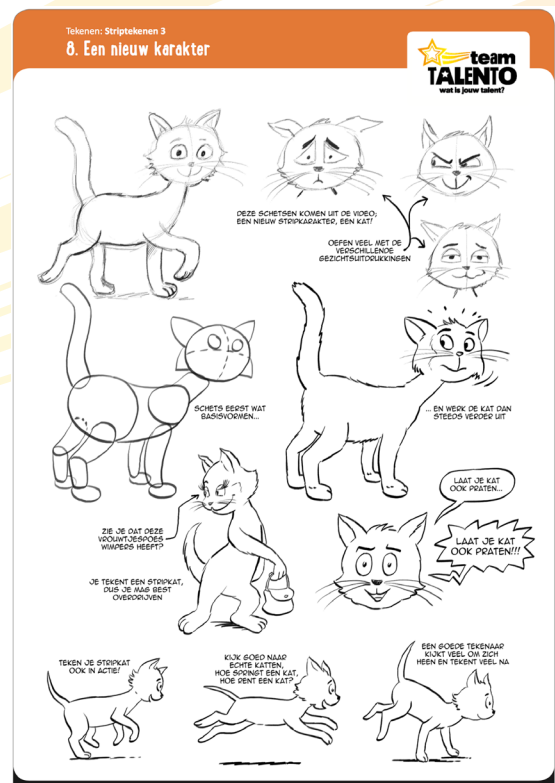 Tekenen: Striptekenen 3
8. Een nieuw karakter
team
TALENTO
wat is jouw talent?
DEZE SCHETSEN KOMEN UIT DE VIDEO;
EEN NIEUW STRIPKARAKTER, EEN KAT!
OEFEN VEEL MET DE
VERSCHILLENDE
GEZICHTSUITDRUKKINGEN
SCHETS EERST WAT
BASISVORMEN...
... EN WERK DE KAT DAN
STEEDS VERDER UIT
ZIE JE DAT DEZE
VROUWTJESPOES
WIMPERS HEEFT?
JE TEKENT EEN STRIPKAT,
DUS JE MAG BEST
OVERDRIJVEN
LAAT JE KAT
OOK PRATEN...
LAAT JE KAT
OOK PRATEN!!!
TEKEN JE STRIPKAT
OOK IN ACTIE!
KIJK GOED NAAR
ECHTE KATTEN,
HOE SPRINGT EEN KAT,
HOE RENT EEN KAT?
EEN GOEDE TEKENAAR
KIJKT VEEL OM ZICH
HEEN EN TEKENT VEEL NA